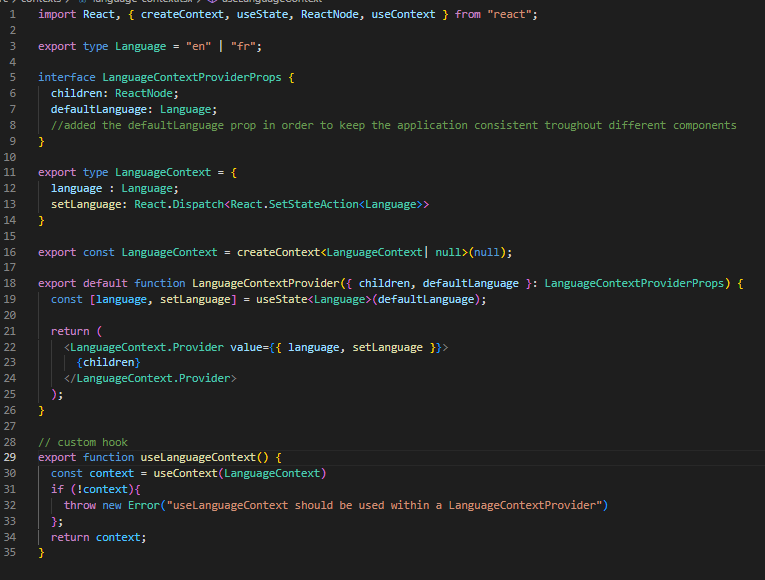 1 import React, { createContext, useState, ReactNode, useContext } from "react";
2
3 export type Language = "en" | "fr";
4
5 interface LanguageContextProviderProps {
6   children: ReactNode;
7   defaultLanguage: Language;
8   //added the defaultLanguage prop in order to keep the application consistent troughout different components
9 }
10
11 export type LanguageContext = {
12   language : Language;
13   setLanguage: React.Dispatch<React.SetStateAction<Language>>
14 }
15
16 export const LanguageContext = createContext<LanguageContext| null>(null);
17
18 export default function LanguageContextProvider({ children, defaultLanguage }: LanguageContextProviderProps) {
19   const [language, setLanguage] = useState<Language>(defaultLanguage);
20
21   return (
22     <LanguageContext.Provider value={{ language, setLanguage }}>
23       {children}
24     </LanguageContext.Provider>
25   );
26 }
27
28 // custom hook
29 export function useLanguageContext() {
30   const context = useContext(LanguageContext)
31   if (!context){
32     throw new Error("useLanguageContext should be used within a LanguageContextProvider")
33   };
34   return context;
35 }